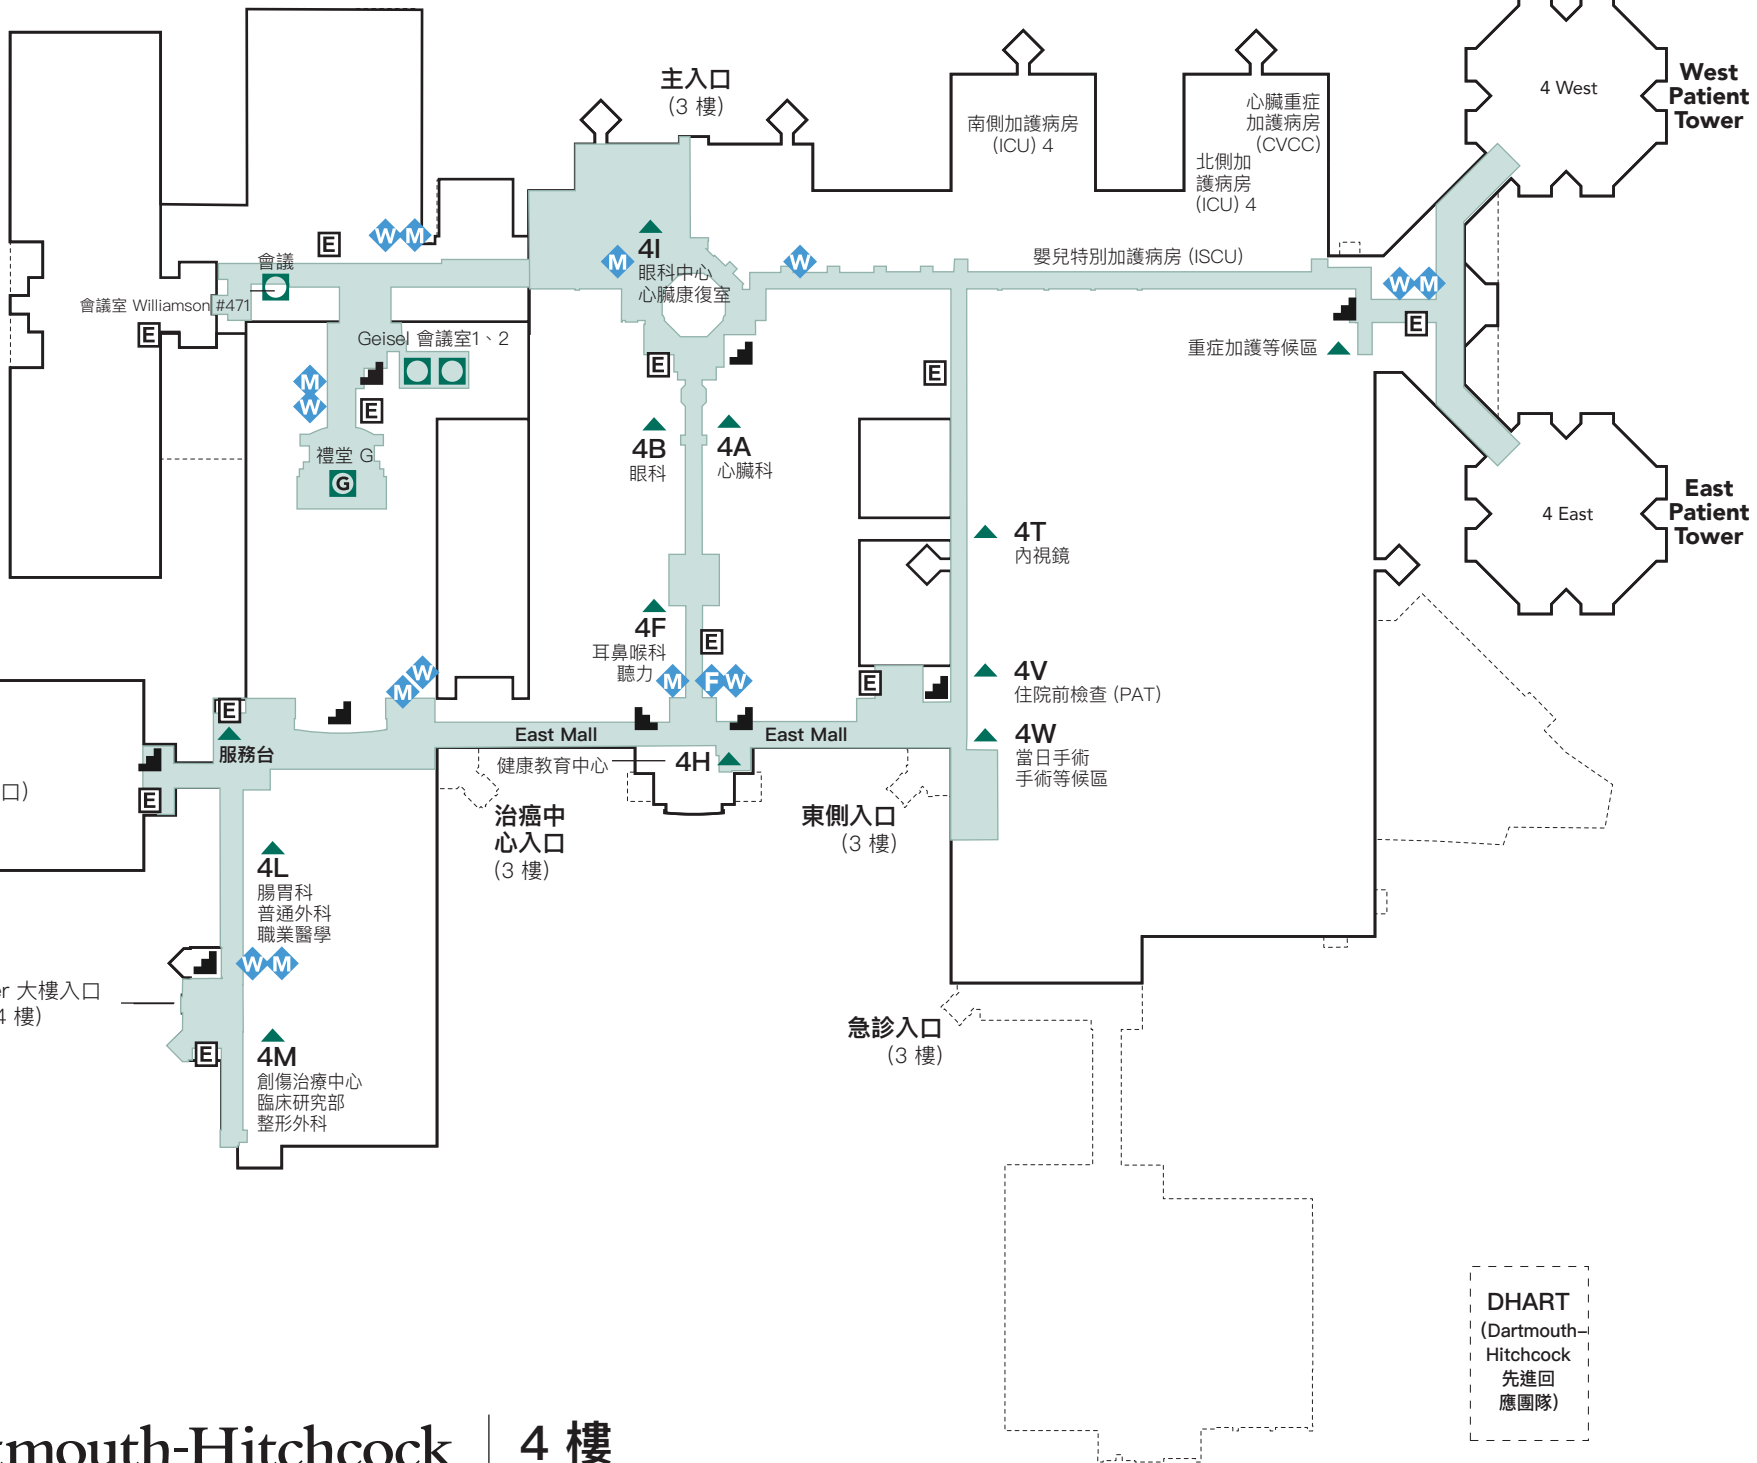 主入口
(3 樓)
4 West
West
Patient
Tower
南側加護病房
(ICU) 4
心臟重症
加護病房
(CVCC)
北側加
護病房
(ICU) 4
E
W M
4I
眼科中心
心臟康復室
M
W
嬰兒特別加護病房 (ISCU)
會議
會議室 Williamson #471
E
W M
E
Geisel 會議室1、2
重症加護等候區
E
E
M
W
E
禮堂 G
G
4B
眼科
4A
心臟科
4 East
East
Patient
Tower
4T
內視鏡
4F
耳鼻喉科
聽力
E
M
F W
W
M
E
4V
住院前檢查 (PAT)
E
服務台
East Mall
East Mall
4W
當日手術
手術等候區
健康教育中心
4H
口)
E
治癌中
心入口
(3 樓)
東側入口
(3 樓)
4L
腸胃科
普通外科
職業醫學
W M
er 大樓入口
4 樓)
E
4M
創傷治療中心
臨床研究部
整形外科
急診入口
(3 樓)
DHART
(Dartmouth-
Hitchcock
先進回
應團隊)
tmouth-Hitchcock
4 樓